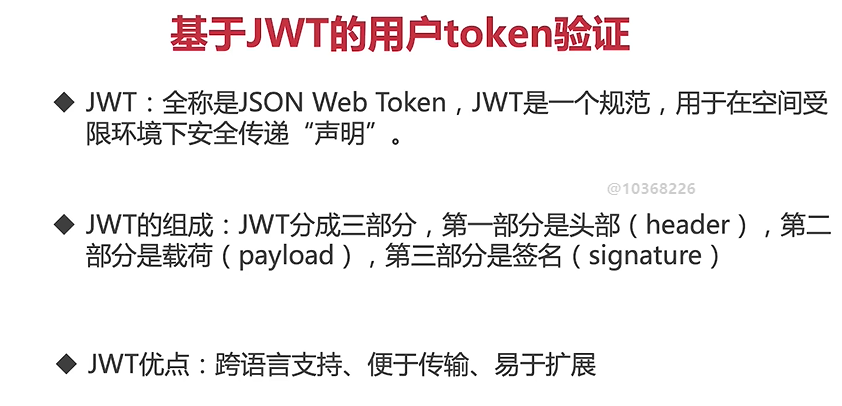 基于JWT的用户token验证
◆ JWT：全称是JSON Web Token，JWT是一个规范，用于在空间受
限环境下安全传递“声明”。
@10368226
◆ JWT的组成：JWT分成三部分，第一部分是头部（header），第二
部分是载荷（payload），第三部分是签名（signature）
◆ JWT优点：跨语言支持、便于传输、易于扩展